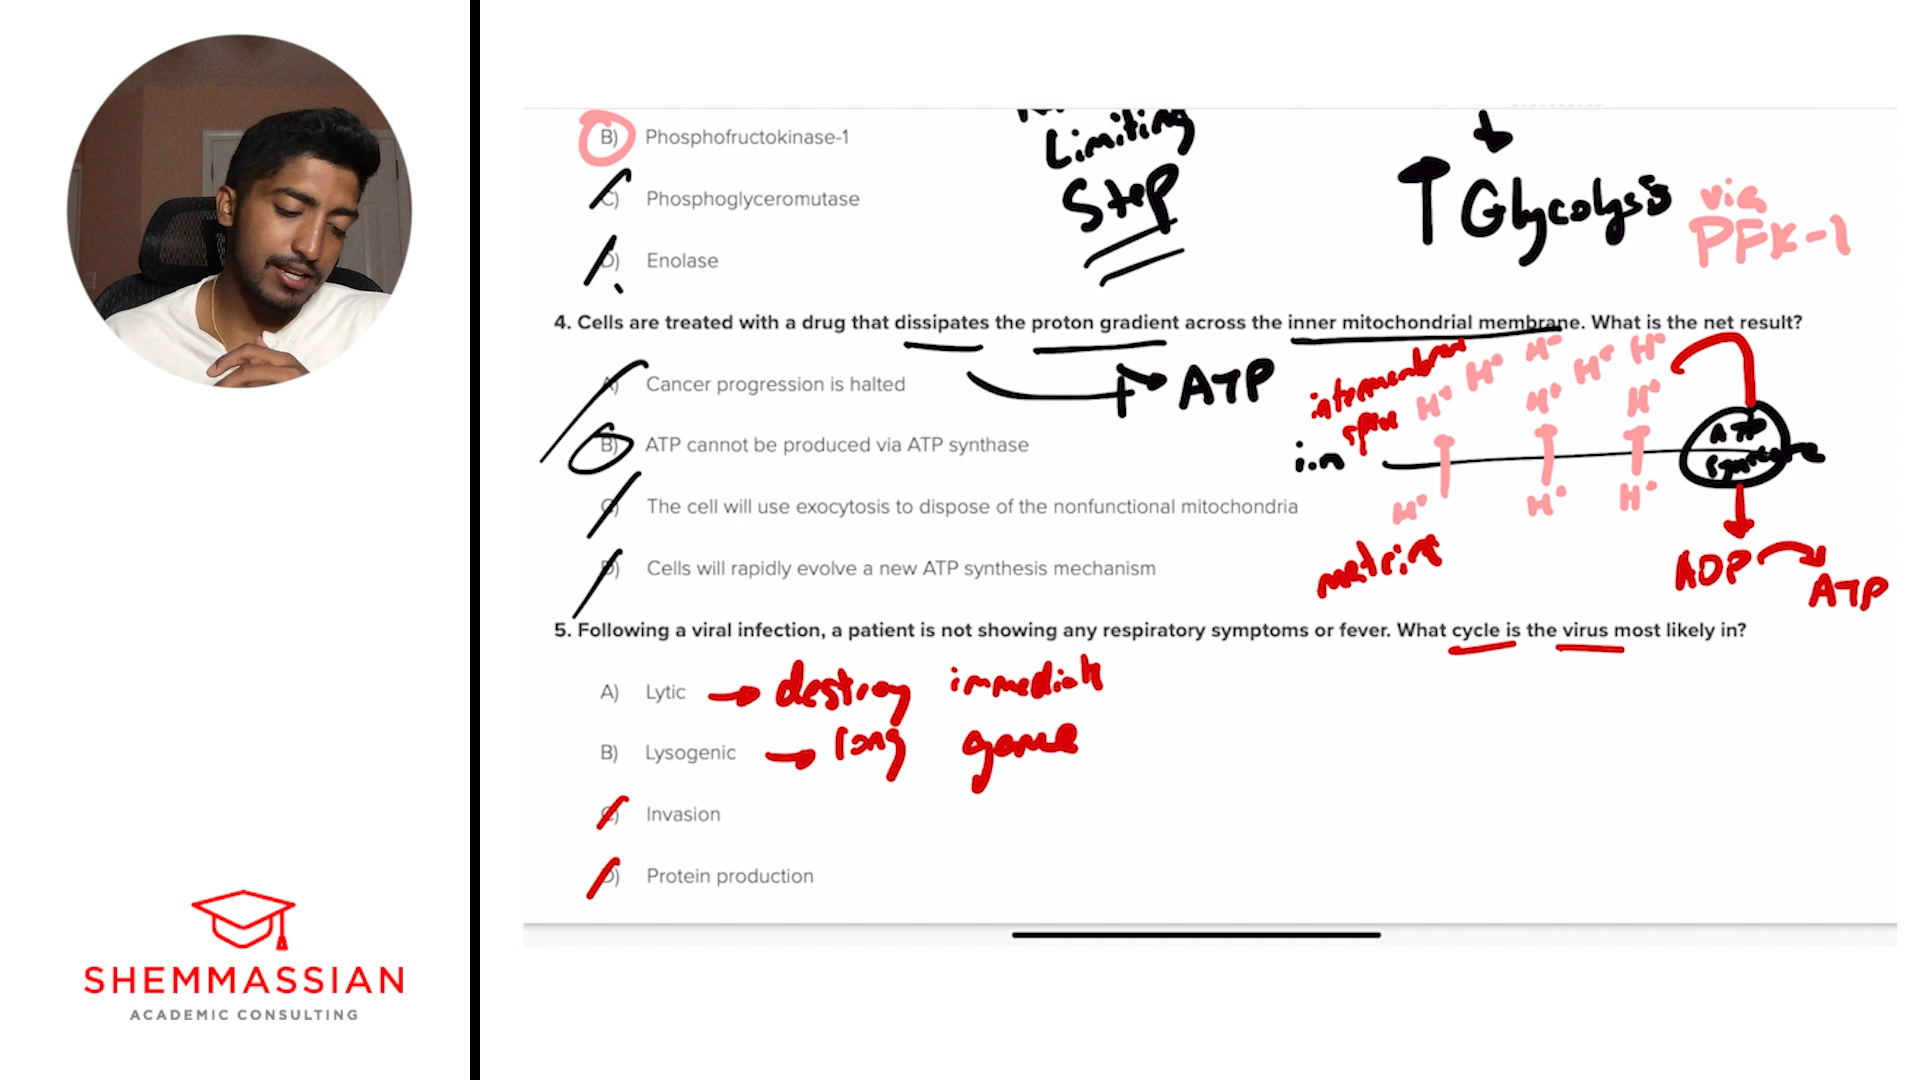 Limiting
Step
↑ Glycolysis via
PFK-1
B) Phosphofructokinase-1
C) Phosphoglyceromutase
D) Enolase
4. Cells are treated with a drug that dissipates the proton gradient across the inner mitochondrial membrane. What is the net result?
A) Cancer progression is halted
ATP
B) ATP cannot be produced via ATP synthase
C) The cell will use exocytosis to dispose of the nonfunctional mitochondria
D) Cells will rapidly evolve a new ATP synthesis mechanism
intermembrane
space
H⁺ H⁺ H⁺ H⁺ H⁺
H⁺ H⁺ H⁺
i.m
ATP
synthase
H⁺ H⁺ H⁺
matrix
ADP
ATP
5. Following a viral infection, a patient is not showing any respiratory symptoms or fever. What cycle is the virus most likely in?
A) Lytic → destroy immediate
B) Lysogenic → long game
C) Invasion
D) Protein production
SHEMMASSIAN
ACADEMIC CONSULTING